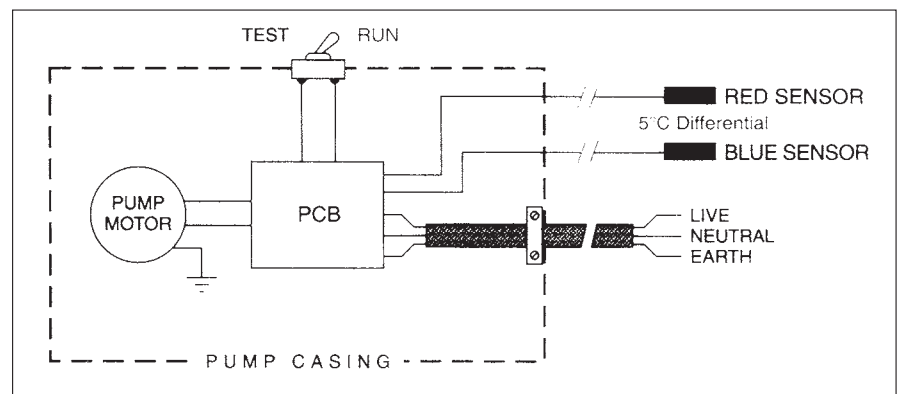 TEST RUN
RED SENSOR
5°C Differential
BLUE SENSOR
PUMP
MOTOR
PCB
LIVE
NEUTRAL
EARTH
PUMP CASING